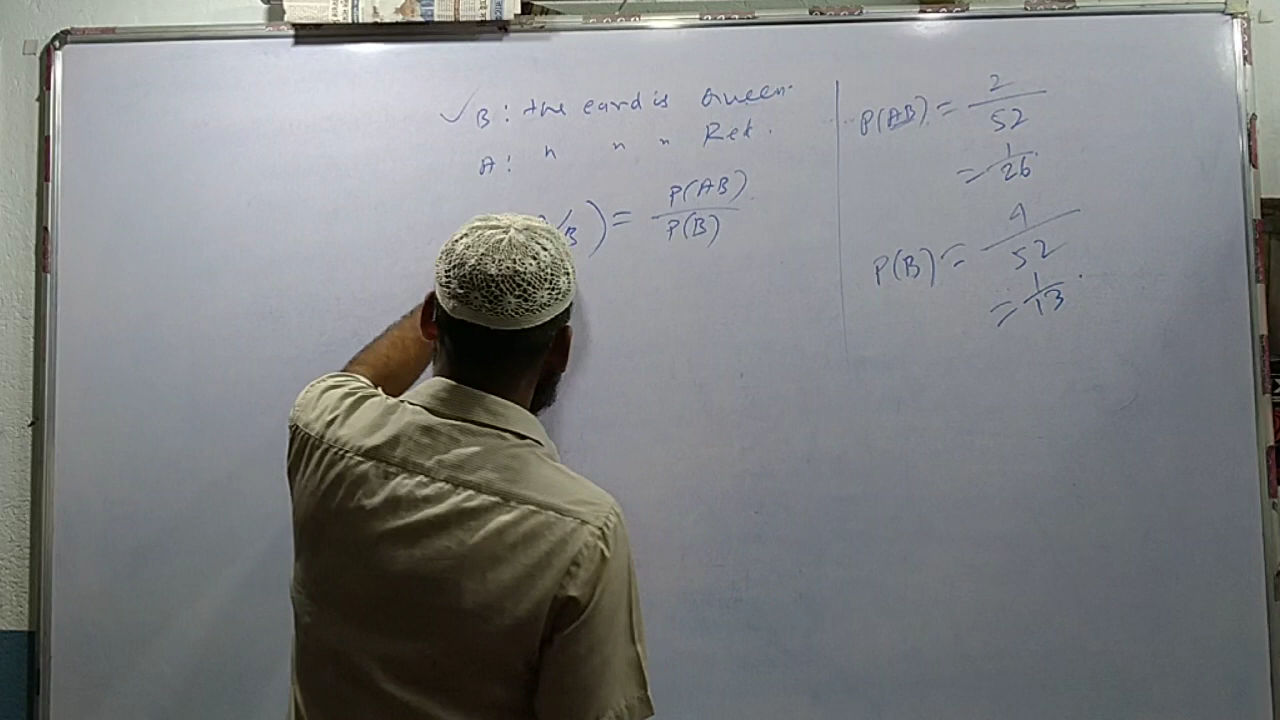 ✓ B: the card is Queen.
A: " " " Red.
/B) = P(AB) / P(B)
P(AB) = 2/52
= 1/26
P(B) = 4/52
= 1/13